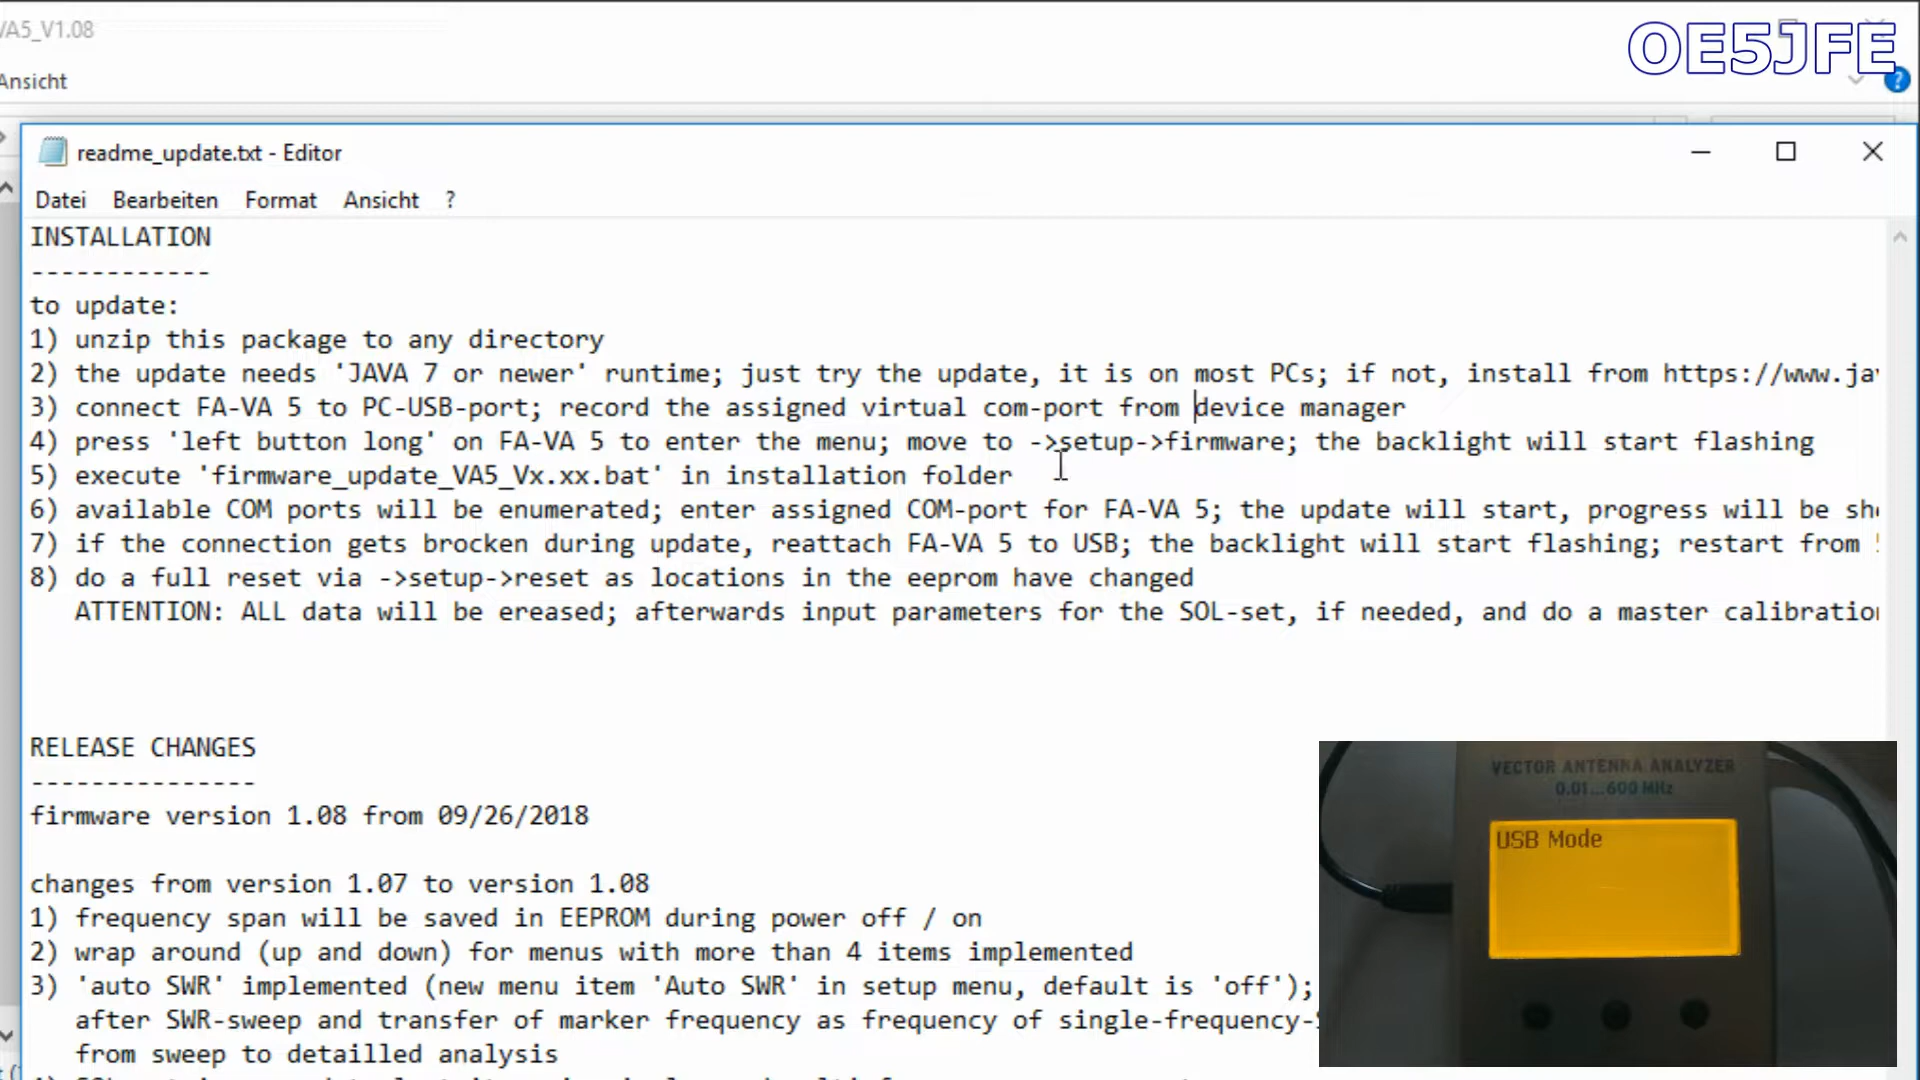 VA5_V1.08
OE5JFE
Ansicht
?
readme_update.txt - Editor
Datei Bearbeiten Format Ansicht ?
INSTALLATION
------------
to update:
1) unzip this package to any directory
2) the update needs 'JAVA 7 or newer' runtime; just try the update, it is on most PCs; if not, install from https://www.ja
3) connect FA-VA 5 to PC-USB-port; record the assigned virtual com-port from device manager
4) press 'left button long' on FA-VA 5 to enter the menu; move to ->setup->firmware; the backlight will start flashing
5) execute 'firmware_update_VA5_Vx.xx.bat' in installation folder
6) available COM ports will be enumerated; enter assigned COM-port for FA-VA 5; the update will start, progress will be
7) if the connection gets brocken during update, reattach FA-VA 5 to USB; the backlight will start flashing; restart from
8) do a full reset via ->setup->reset as locations in the eeprom have changed
ATTENTION: ALL data will be ereased; afterwards input parameters for the SOL-set, if needed, and do a master calibratio
RELEASE CHANGES
---------------
firmware version 1.08 from 09/26/2018
changes from version 1.07 to version 1.08
1) frequency span will be saved in EEPROM during power off / on
2) wrap around (up and down) for menus with more than 4 items implemented
3) 'auto SWR' implemented (new menu item 'Auto SWR' in setup menu, default is 'off');
after SWR-sweep and transfer of marker frequency as frequency of single-frequency-
from sweep to detailled analysis
VECTOR ANTENNA ANALYZER
0.01...600 MHz
USB Mode